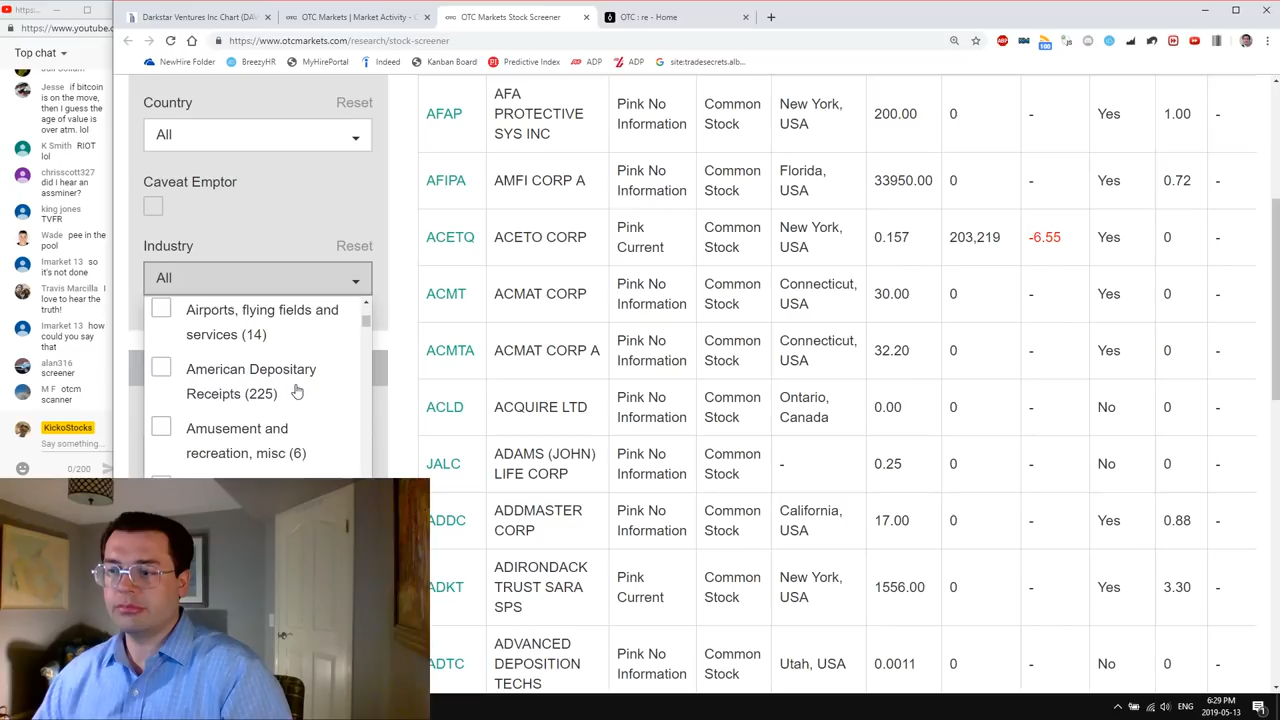 https:
www.youtube.c
Top chat
Jesse if bitcoin
is on the move,
then I guess the
age of value is
over atm. lol
K Smith RIOT
lol
chrisscott327
did i hear an
assminer?
king jones
TVFR
Wade pee in the
pool
Imarket 13 so
it's not done
Travis Marcilla I
love to hear the
truth!
Imarket 13 how
could you say
that
alan316
screener
M F otcm
scanner
KickoStocks
Say something...
0/200
Darkstar Ventures Inc Chart (DAV
OTC Markets | Market Activity - C
OTC Markets Stock Screener
OTC : re - Home
https://www.otcmarkets.com/research/stock-screener
NewHire Folder
BreezyHR
MyHirePortal
Indeed
Kanban Board
Predictive Index
ADP
ADP
site:tradesecrets.alb...
Country Reset
All
Caveat Emptor
Industry Reset
All
Airports, flying fields and
services (14)
American Depositary
Receipts (225)
Amusement and
recreation, misc (6)
AFAP AFA PROTECTIVE SYS INC Pink No Information Common Stock New York, USA 200.00 0 - Yes 1.00 -
AFIPA AMFI CORP A Pink No Information Common Stock Florida, USA 33950.00 0 - Yes 0.72 -
ACETQ ACETO CORP Pink Current Common Stock New York, USA 0.157 203,219 -6.55 Yes 0 -
ACMT ACMAT CORP Pink No Information Common Stock Connecticut, USA 30.00 0 - Yes 0 -
ACMTA ACMAT CORP A Pink No Information Common Stock Connecticut, USA 32.20 0 - Yes 0 -
ACLD ACQUIRE LTD Pink No Information Common Stock Ontario, Canada 0.00 0 - No 0 -
JALC ADAMS (JOHN) LIFE CORP Pink No Information Common Stock - 0.25 0 - No 0 -
ADDC ADDMASTER CORP Pink No Information Common Stock California, USA 17.00 0 - Yes 0.88 -
ADKT ADIRONDACK TRUST SARA SPS Pink Current Common Stock New York, USA 1556.00 0 - Yes 3.30 -
ADTC ADVANCED DEPOSITION TECHS Pink No Information Common Stock Utah, USA 0.0011 0 - No 0 -
ENG
6:29 PM
2019-05-13